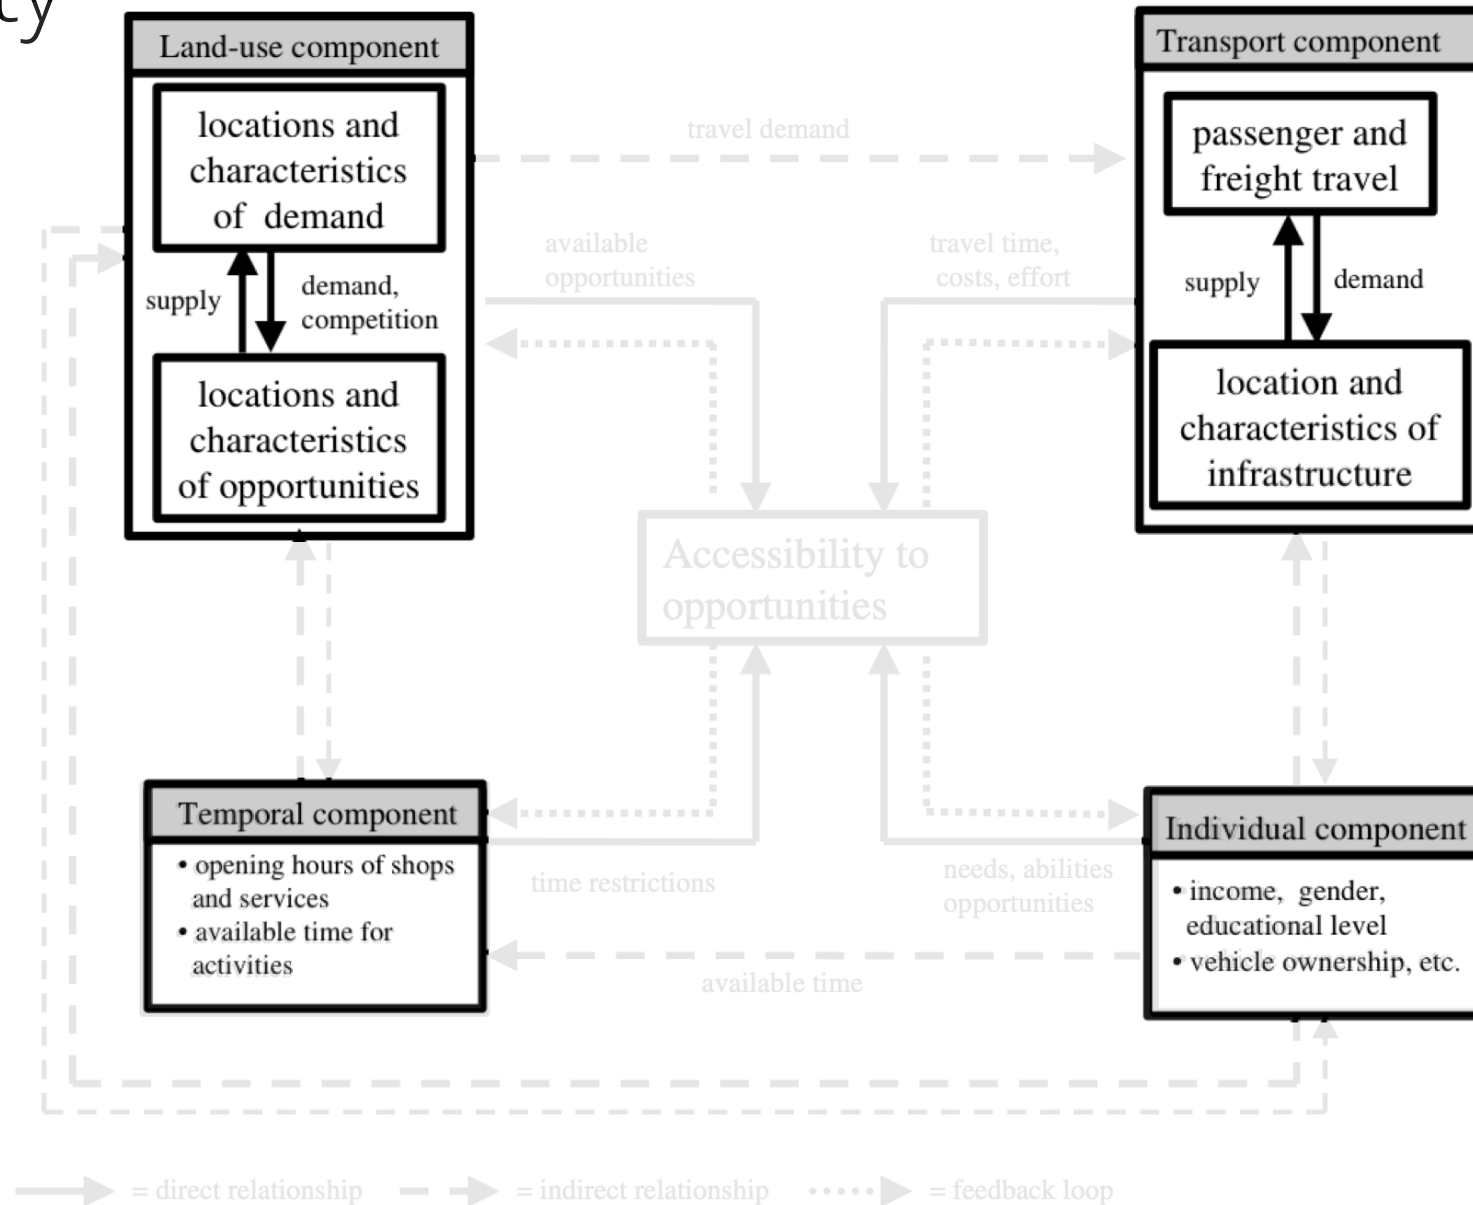 ty
Land-use component
locations and
characteristics
of demand
supply
demand,
competition
locations and
characteristics
of opportunities
travel demand
available
opportunities
travel time,
costs, effort
Transport component
passenger and
freight travel
supply
demand
location and
characteristics of
infrastructure
Accessibility to
opportunities
Temporal component
• opening hours of shops
and services
• available time for
activities
time restrictions
needs, abilities
opportunities
available time
Individual component
• income, gender,
educational level
• vehicle ownership, etc.
= direct relationship
= indirect relationship
= feedback loop